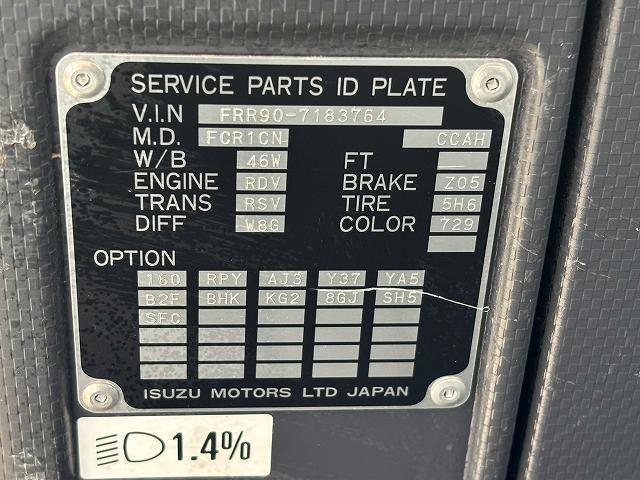 SERVICE PARTS ID PLATE
V.I.N FRR90-7183764
M.D. FCR1CN CCAH
W/B 46W FT
ENGINE RDV BRAKE Z05
TRANS RSV TIRE 5H6
DIFF W8G COLOR 729
OPTION
160 RPY AJ3 Y37 YA5
B2F BHK KG2 8GJ SH5
SFC
ISUZU MOTORS LTD JAPAN
1.4%